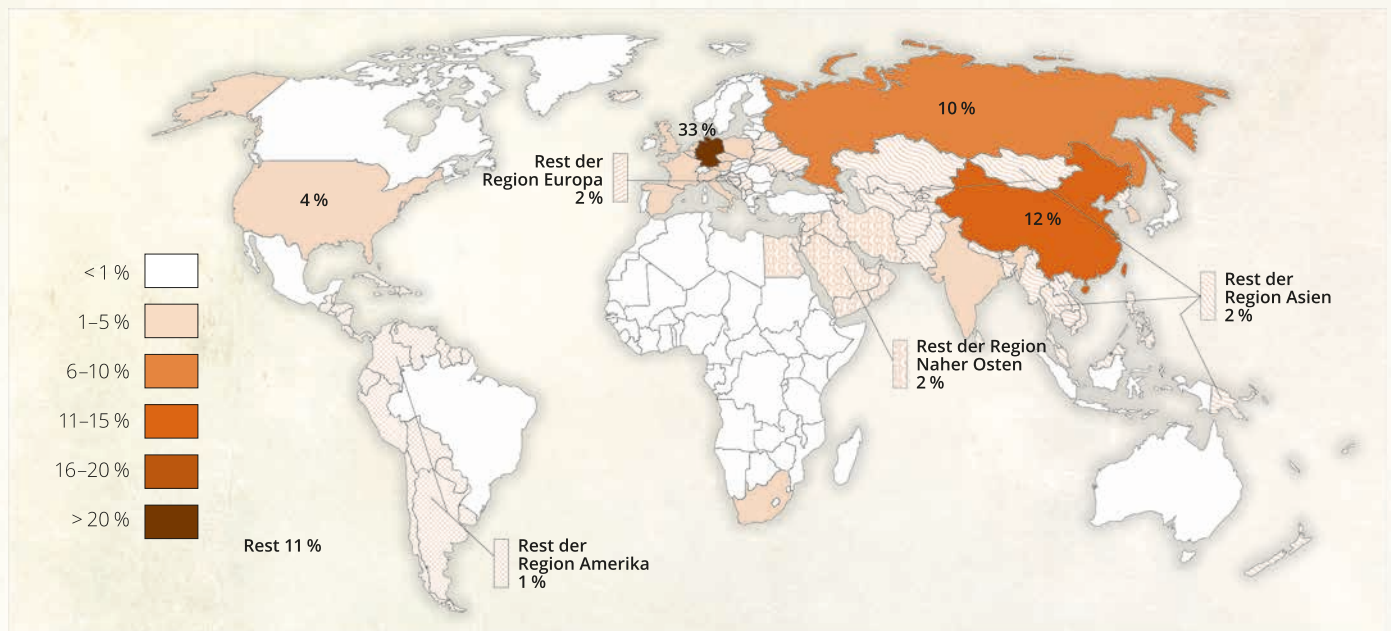 10 %
33 %
Rest der
Region Europa
2 %
4 %
12 %
< 1 %
1–5 %
6–10 %
11–15 %
16–20 %
> 20 %
Rest der
Region Asien
2 %
Rest der Region
Naher Osten
2 %
Rest 11 %
Rest der
Region Amerika
1 %